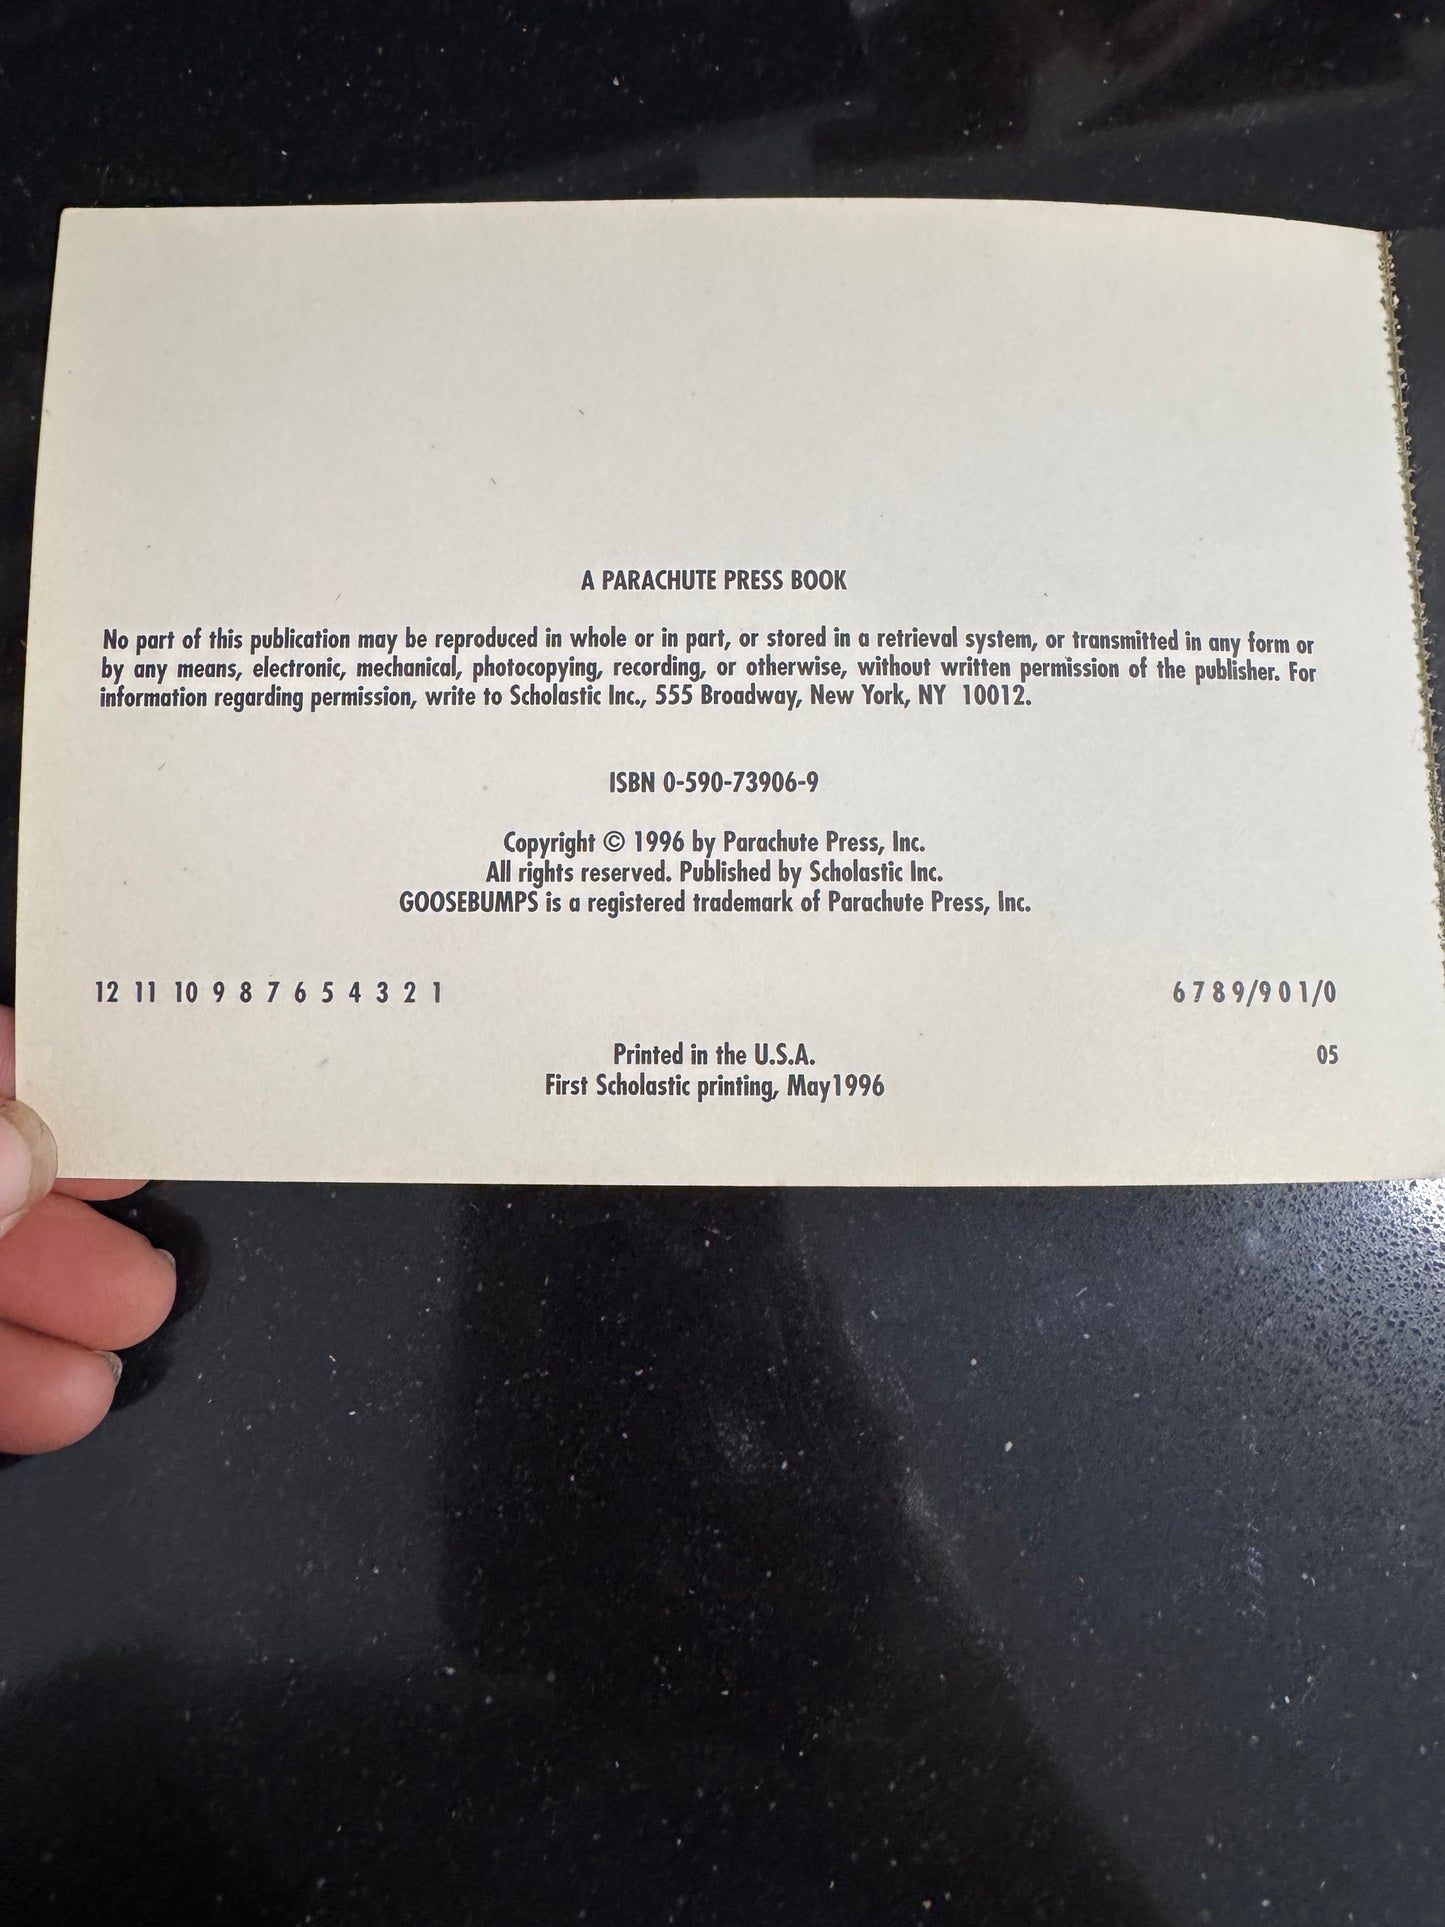 A PARACHUTE PRESS BOOK
No part of this publication may be reproduced in whole or in part, or stored in a retrieval system, or transmitted in any form or
by any means, electronic, mechanical, photocopying, recording, or otherwise, without written permission of the publisher. For
information regarding permission, write to Scholastic Inc., 555 Broadway, New York, NY 10012.
ISBN 0-590-73906-9
Copyright © 1996 by Parachute Press, Inc.
All rights reserved. Published by Scholastic Inc.
GOOSEBUMPS is a registered trademark of Parachute Press, Inc.
12 11 10 9 8 7 6 5 4 3 2 1 6 7 8 9/9 0 1/0
Printed in the U.S.A. 05
First Scholastic printing, May1996